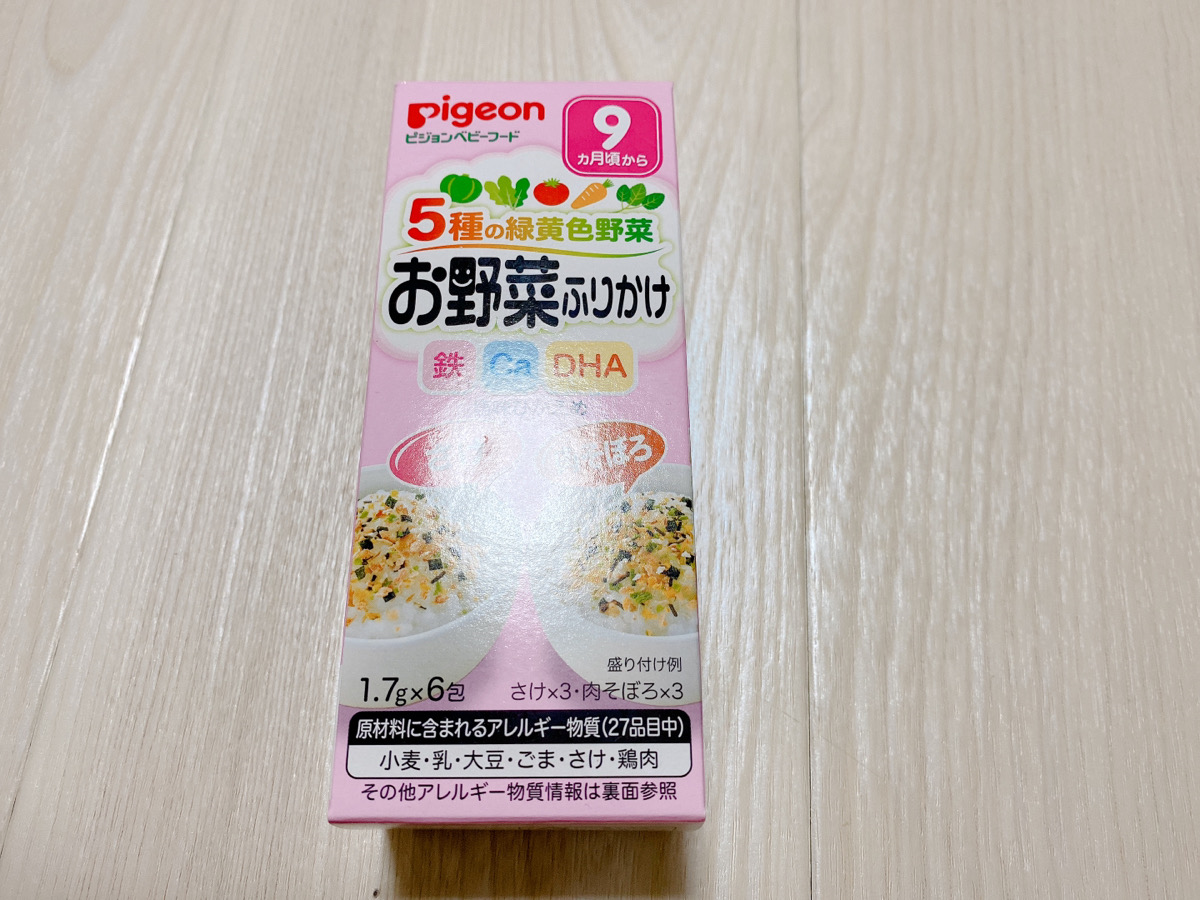 Pigeon
ピジョンベビーフード
9
ヵ月頃から
5種の緑黄色野菜
お野菜ふりかけ
鉄 Ca DHA
盛り付け例
1.7g×6包 さけ×3・肉そぼろ×3
原材料に含まれるアレルギー物質(27品目中)
小麦・乳・大豆・ごま・さけ・鶏肉
その他アレルギー物質情報は裏面参照